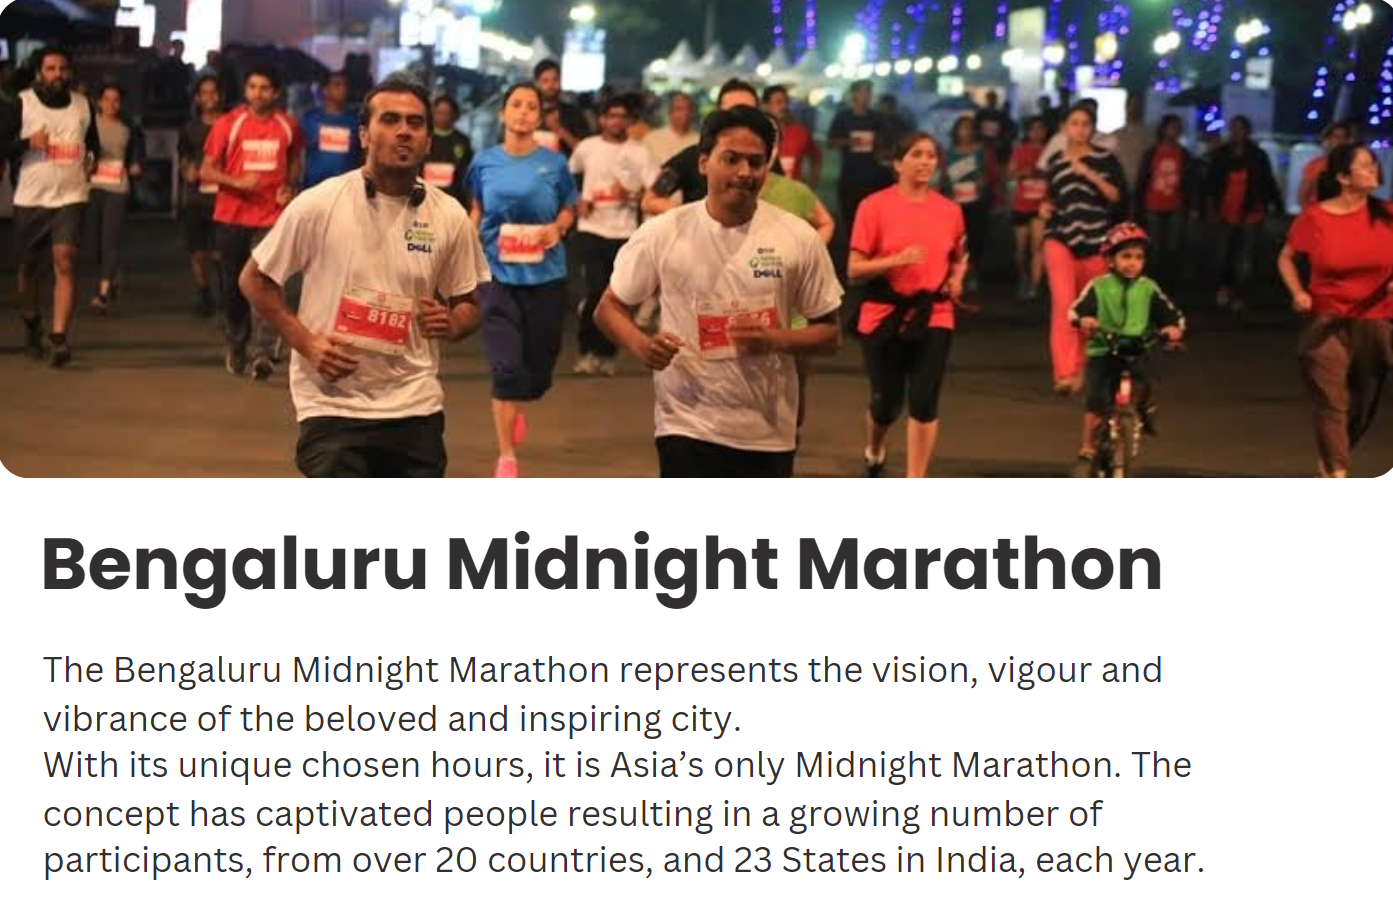 DELL
DELL
8182
Bengaluru Midnight Marathon
The Bengaluru Midnight Marathon represents the vision, vigour and
vibrance of the beloved and inspiring city.
With its unique chosen hours, it is Asia’s only Midnight Marathon. The
concept has captivated people resulting in a growing number of
participants, from over 20 countries, and 23 States in India, each year.